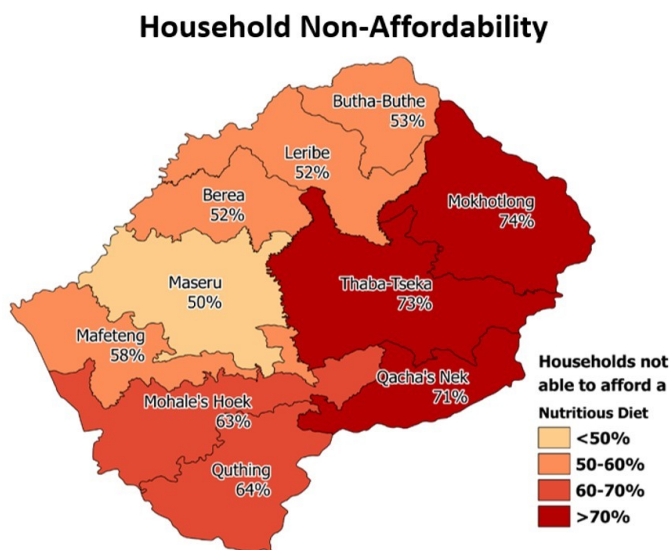 Household Non-Affordability
Butha-Buthe
53%
Leribe
52%
Berea
52%
Mokhotlong
74%
Maseru
50%
Thaba-Tseka
73%
Mafeteng
58%
Qacha's Nek
71%
Mohale's Hoek
63%
Quthing
64%
Households not
able to afford a
Nutritious Diet
<50%
50-60%
60-70%
>70%